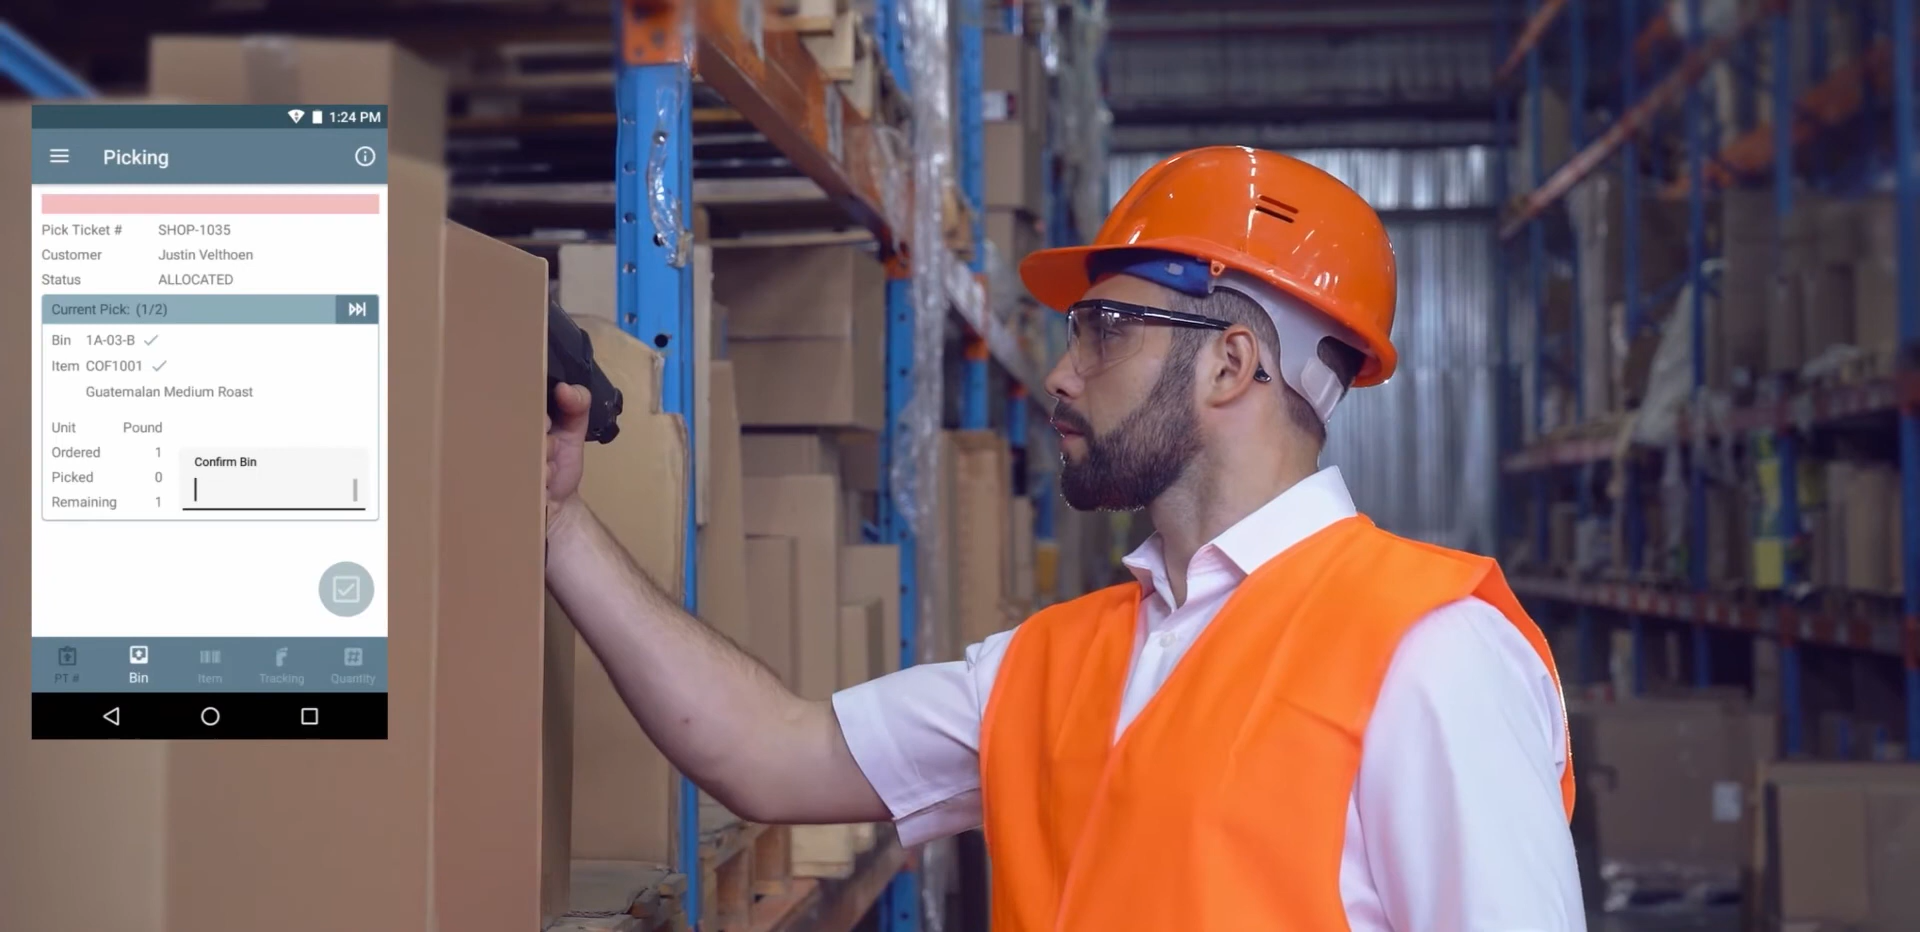 1:24 PM
Picking
Pick Ticket # SHOP-1035
Customer Justin Velthoen
Status ALLOCATED
Current Pick: (1/2)
Bin 1A-03-B
Item COF1001
Guatemalan Medium Roast
Unit Pound
Ordered 1
Picked 0
Remaining 1
Confirm Bin
PT # Bin Item Tracking Quantity